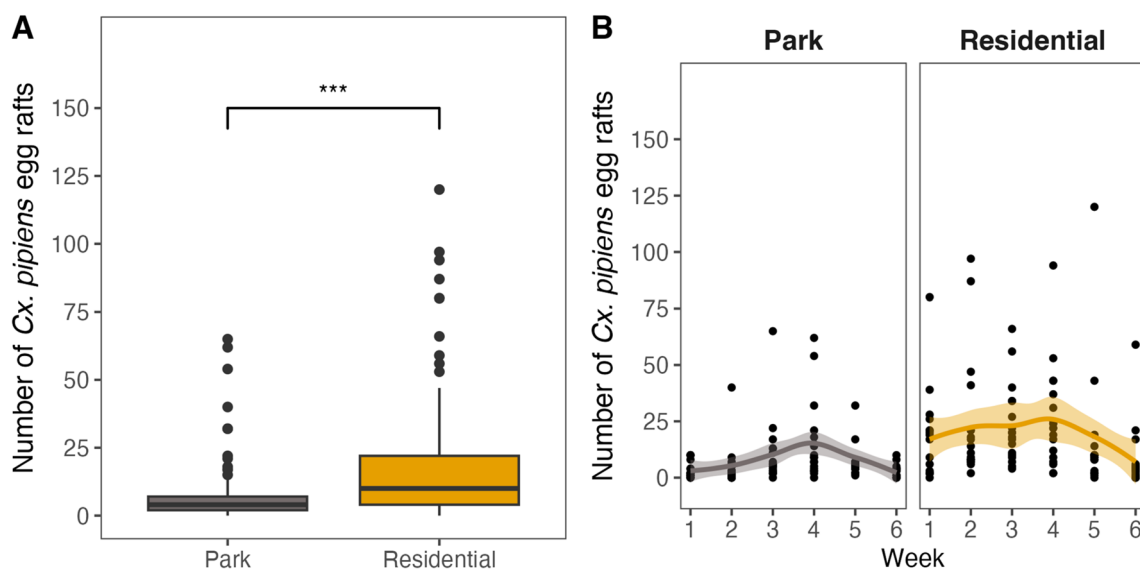 A
Number of Cx. pipiens egg rafts
150
125
100
75
50
25
0
***
Park
Residential
B
Park
Residential
Number of Cx. pipiens egg rafts
150
125
100
75
50
25
0
1 2 3 4 5 6
1 2 3 4 5 6
Week